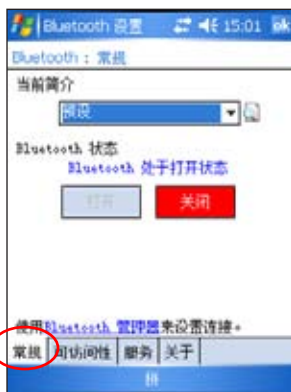 Bluetooth 设置 15:01 ok
Bluetooth：常规
当前简介
预设
Bluetooth 状态
Bluetooth 处于打开状态
打开 关闭
使用Bluetooth 管理器来设置连接。
常规 可访问性 服务 关于
拼